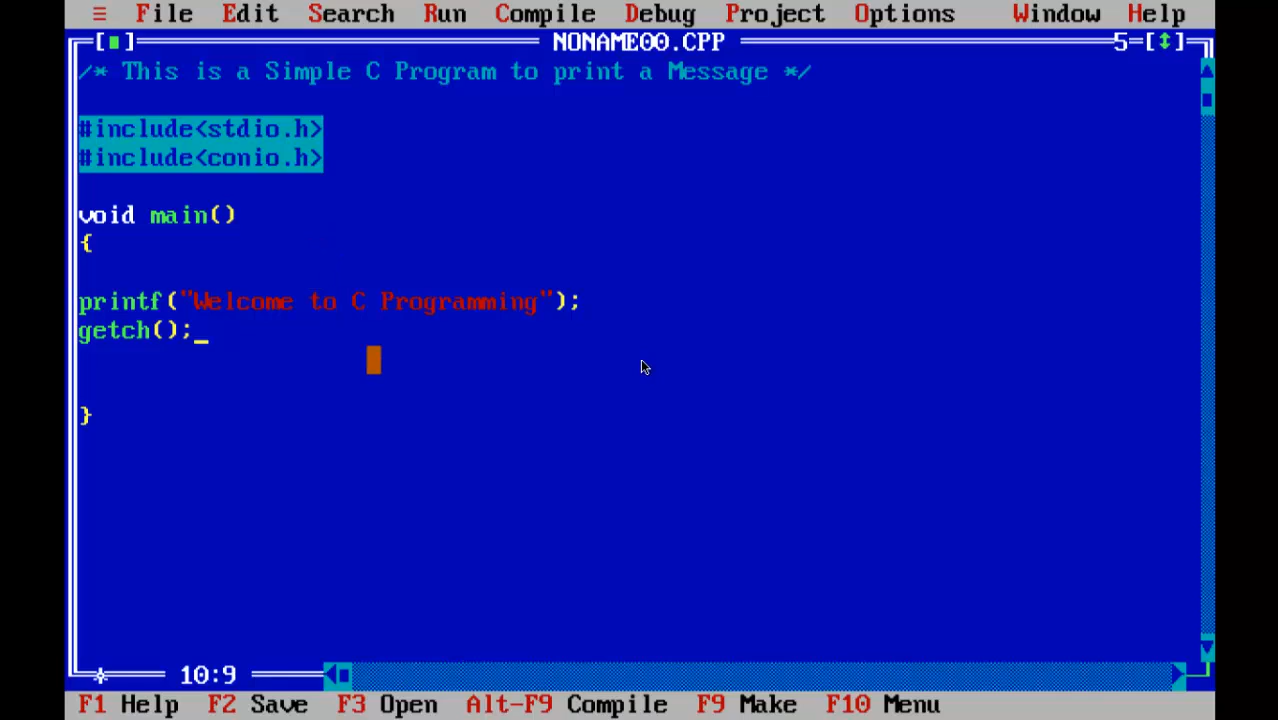 ≡ File Edit Search Run Compile Debug Project Options Window Help
[■] NONAME00.CPP 5=[↕]
/* This is a Simple C Program to print a Message */
#include<stdio.h>
#include<conio.h>
void main()
{
printf("Welcome to C Programming");
getch();_
}
10:9
F1 Help F2 Save F3 Open Alt-F9 Compile F9 Make F10 Menu